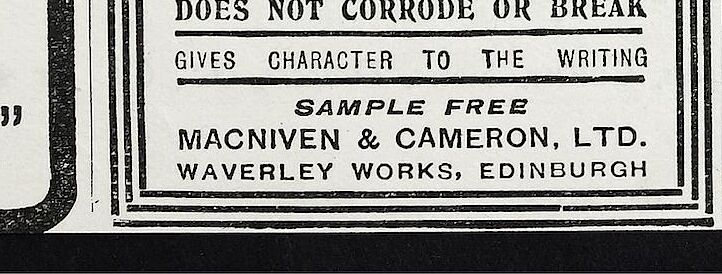 DOES NOT CORRODE OR BREAK
GIVES CHARACTER TO THE WRITING
SAMPLE FREE
MACNIVEN & CAMERON, LTD.
WAVERLEY WORKS, EDINBURGH
”